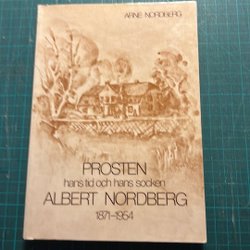 ARNE NORDBERG
PROSTEN
hans tid och hans socken
ALBERT NORDBERG
1871-1954